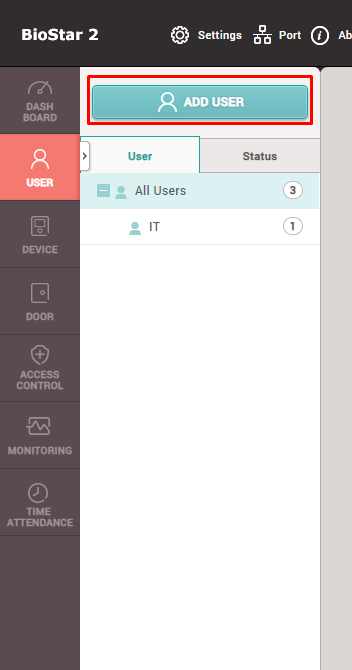 BioStar 2
Settings
Port
Ab
DASH
BOARD
USER
DEVICE
DOOR
ACCESS
CONTROL
MONITORING
TIME
ATTENDANCE
ADD USER
User
Status
All Users
3
IT
1